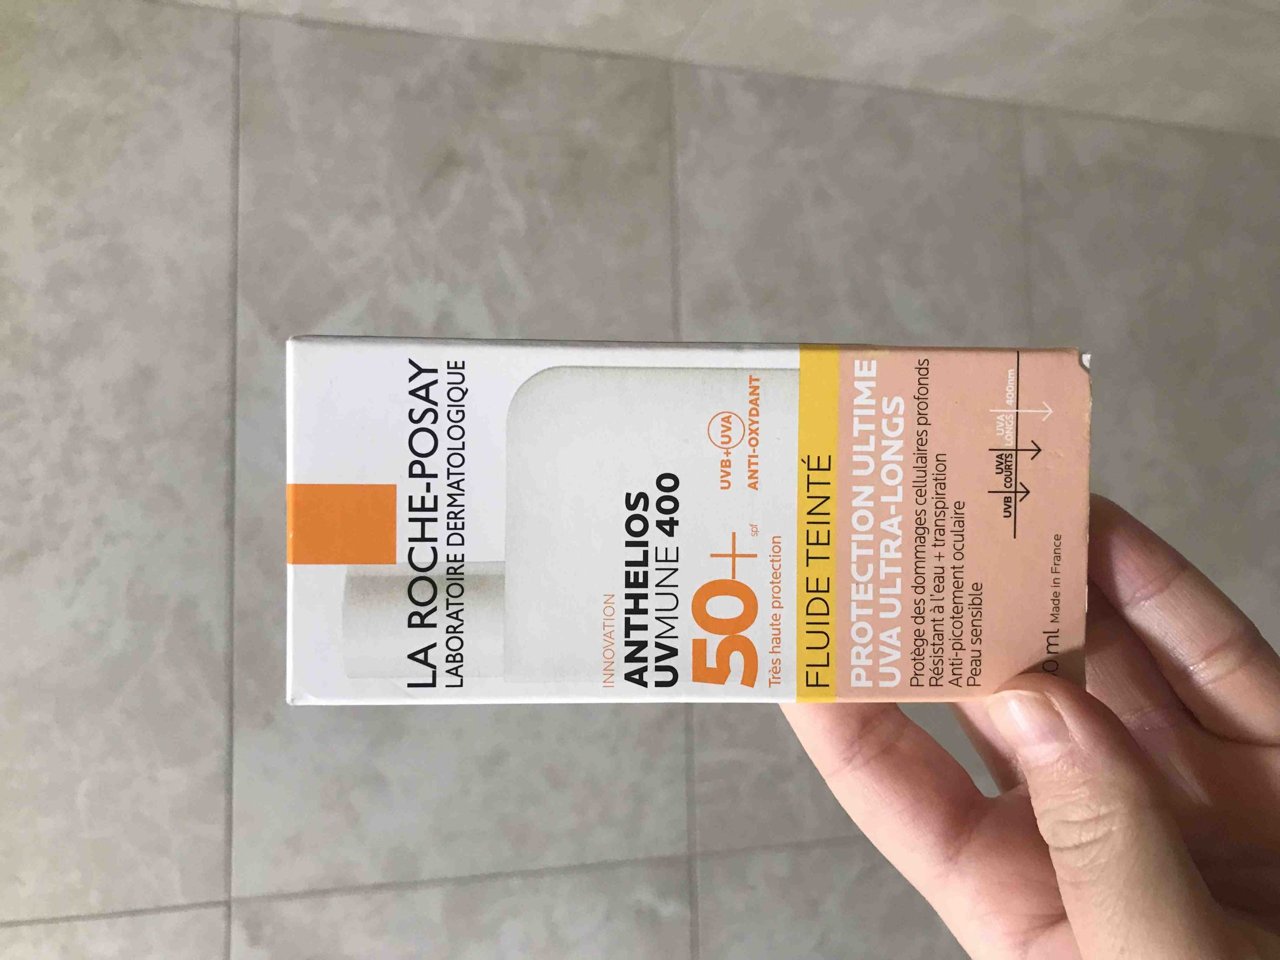 LA ROCHE-POSAY
LABORATOIRE DERMATOLOGIQUE
INNOVATION
ANTHELIOS
UVMUNE 400
50+
spf
Très haute protection
UVB+UVA
ANTI-OXYDANT
FLUIDE TEINTÉ
PROTECTION ULTIME
UVA ULTRA-LONGS
Protège des dommages cellulaires profonds
Résistant à l'eau + transpiration
Anti-picotement oculaire
Peau sensible
UVB
UVA COURTS
UVA LONGS
400nm
ml Made in France